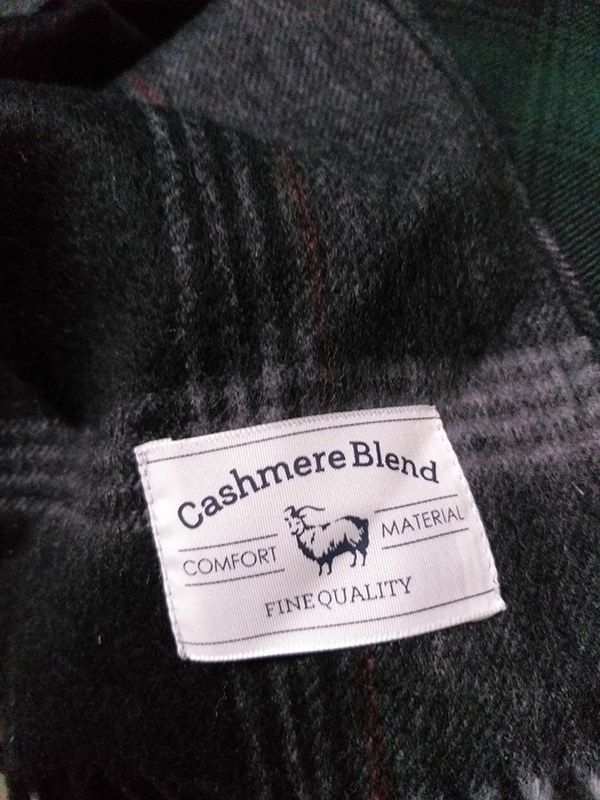 Cashmere Blend
COMFORT MATERIAL
FINE QUALITY